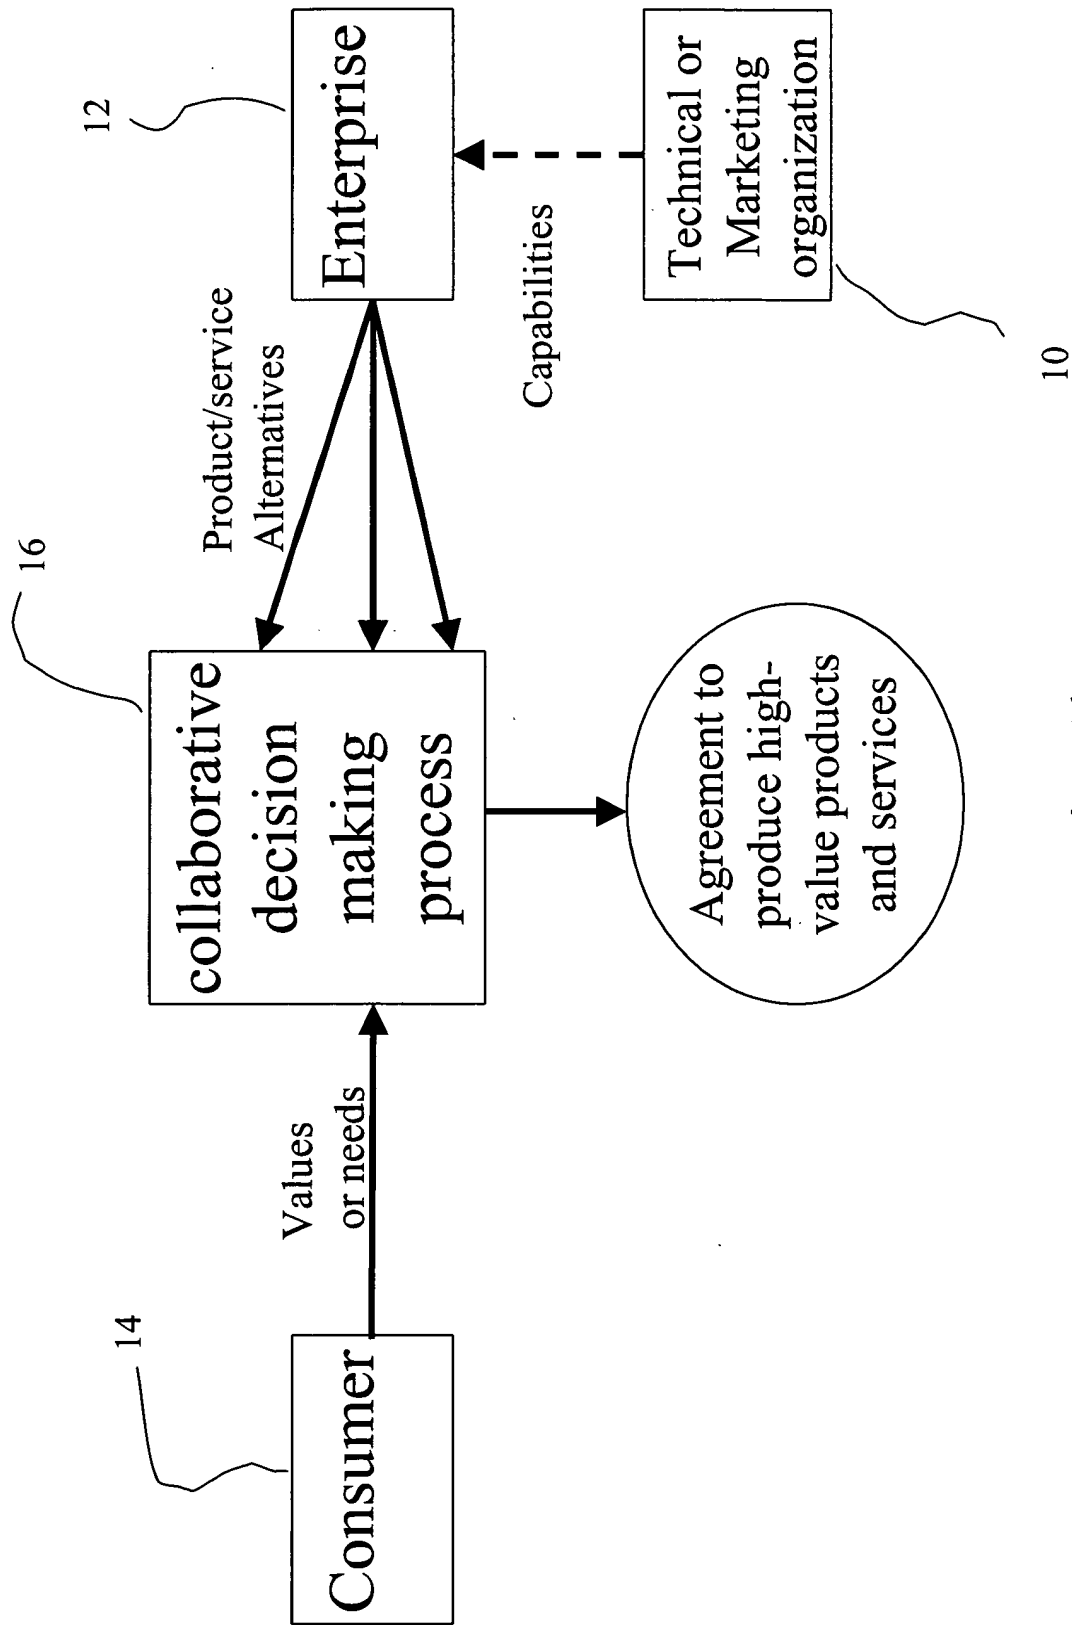 14
Consumer
Values
or needs
16
collaborative
decision
making
process
Product/service
Alternatives
12
Enterprise
Capabilities
Technical or
Marketing
organization
10
Agreement to
produce high-
value products
and services